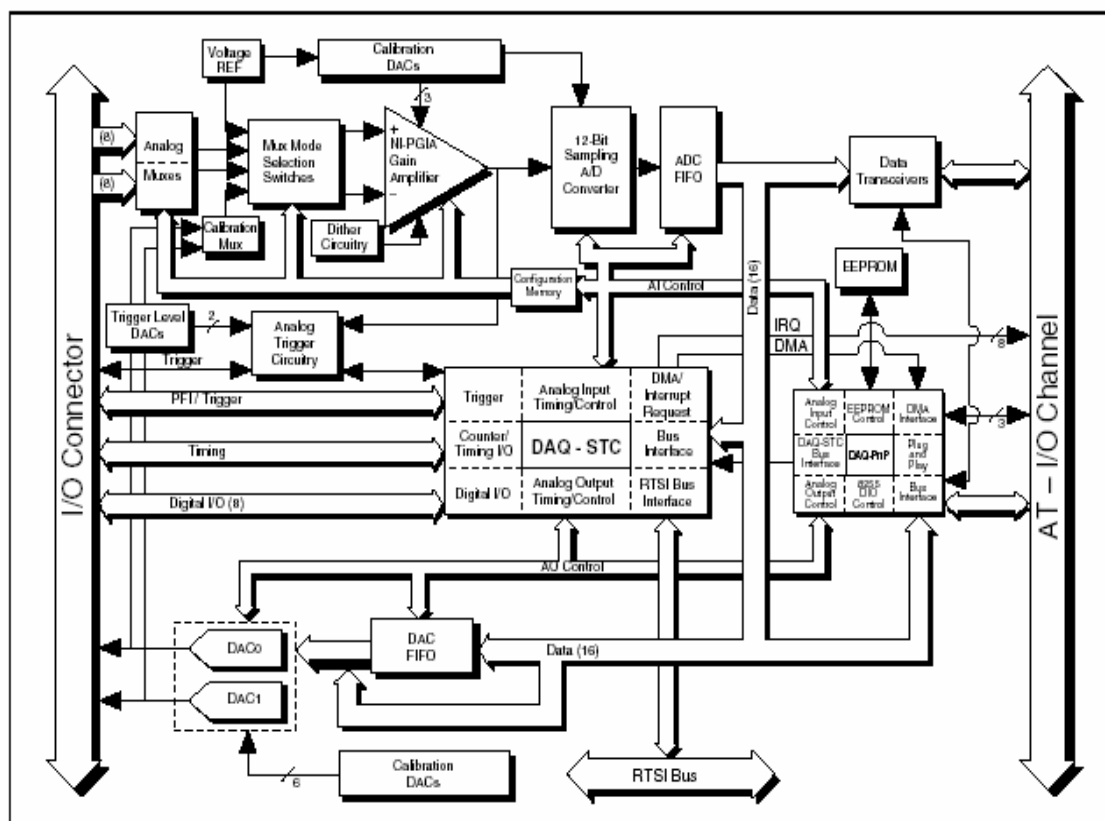 Voltage
REF
Calibration
DACs
3
(8)
(8)
Analog
Muxes
Mux Mode
Selection
Switches
+
−
NI-PGIA
Gain
Amplifier
12-Bit
Sampling
A/D
Converter
ADC
FIFO
Data
Transceivers
Calibration
Mux
Dither
Circuitry
Configuration
Memory
AI Control
Data (16)
EEPROM
Trigger Level
DACs
2
Analog
Trigger
Circuitry
Trigger
IRQ
DMA
8
3
PFI / Trigger
Timing
Digital I/O (8)
Trigger
Analog Input
Timing/Control
DMA/
Interrupt
Request
Counter/
Timing I/O
DAQ - STC
Bus
Interface
Digital I/O
Analog Output
Timing/Control
RTSI Bus
Interface
Analog
Input
Control
EEPROM
Control
DMA
Interface
DAQ-STC
Bus
Interface
DAQ-PnP
Plug
and
Play
Analog
Output
Control
8255
DIO
Control
Bus
Interface
AO Control
DAC0
DAC1
DAC
FIFO
Data (16)
6
Calibration
DACs
RTSI Bus
I/O Connector
AT – I/O Channel